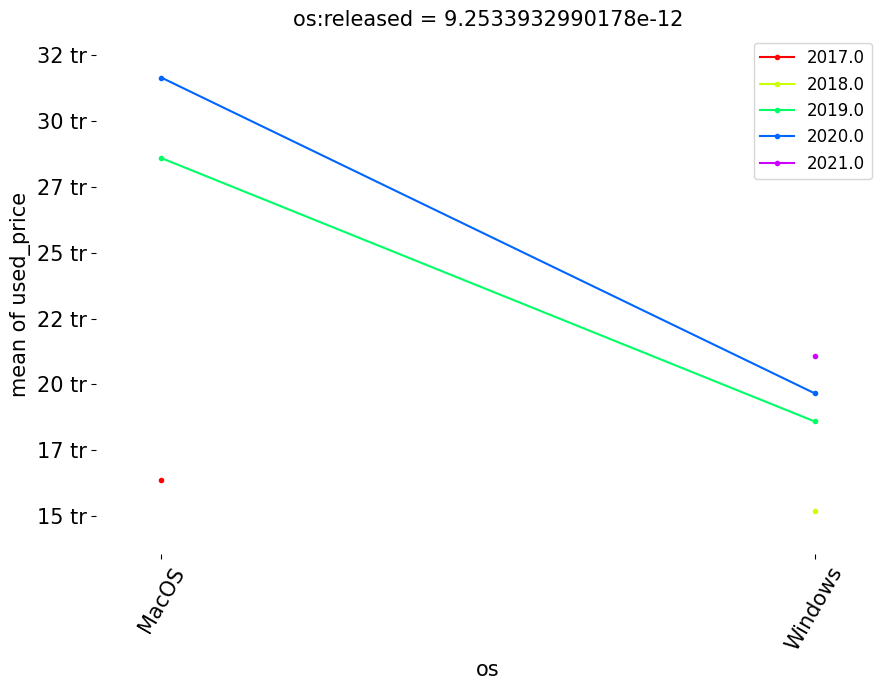 os:released = 9.2533932990178e-12
32 tr
30 tr
27 tr
25 tr
22 tr
20 tr
17 tr
15 tr
mean of used_price
2017.0
2018.0
2019.0
2020.0
2021.0
MacOS
Windows
os